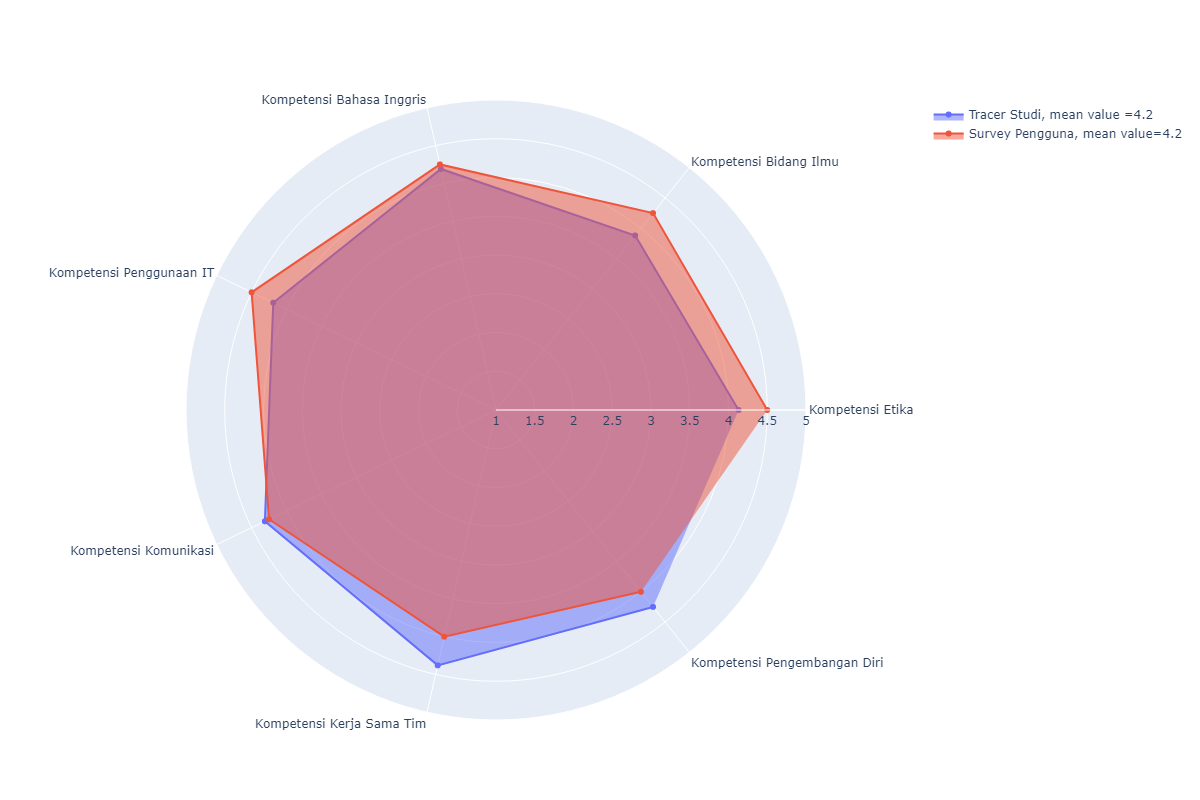 Kompetensi Bahasa Inggris
Tracer Studi, mean value =4.2
Survey Pengguna, mean value=4.2
Kompetensi Bidang Ilmu
Kompetensi Penggunaan IT
Kompetensi Etika
1 1.5 2 2.5 3 3.5 4 4.5 5
Kompetensi Komunikasi
Kompetensi Pengembangan Diri
Kompetensi Kerja Sama Tim